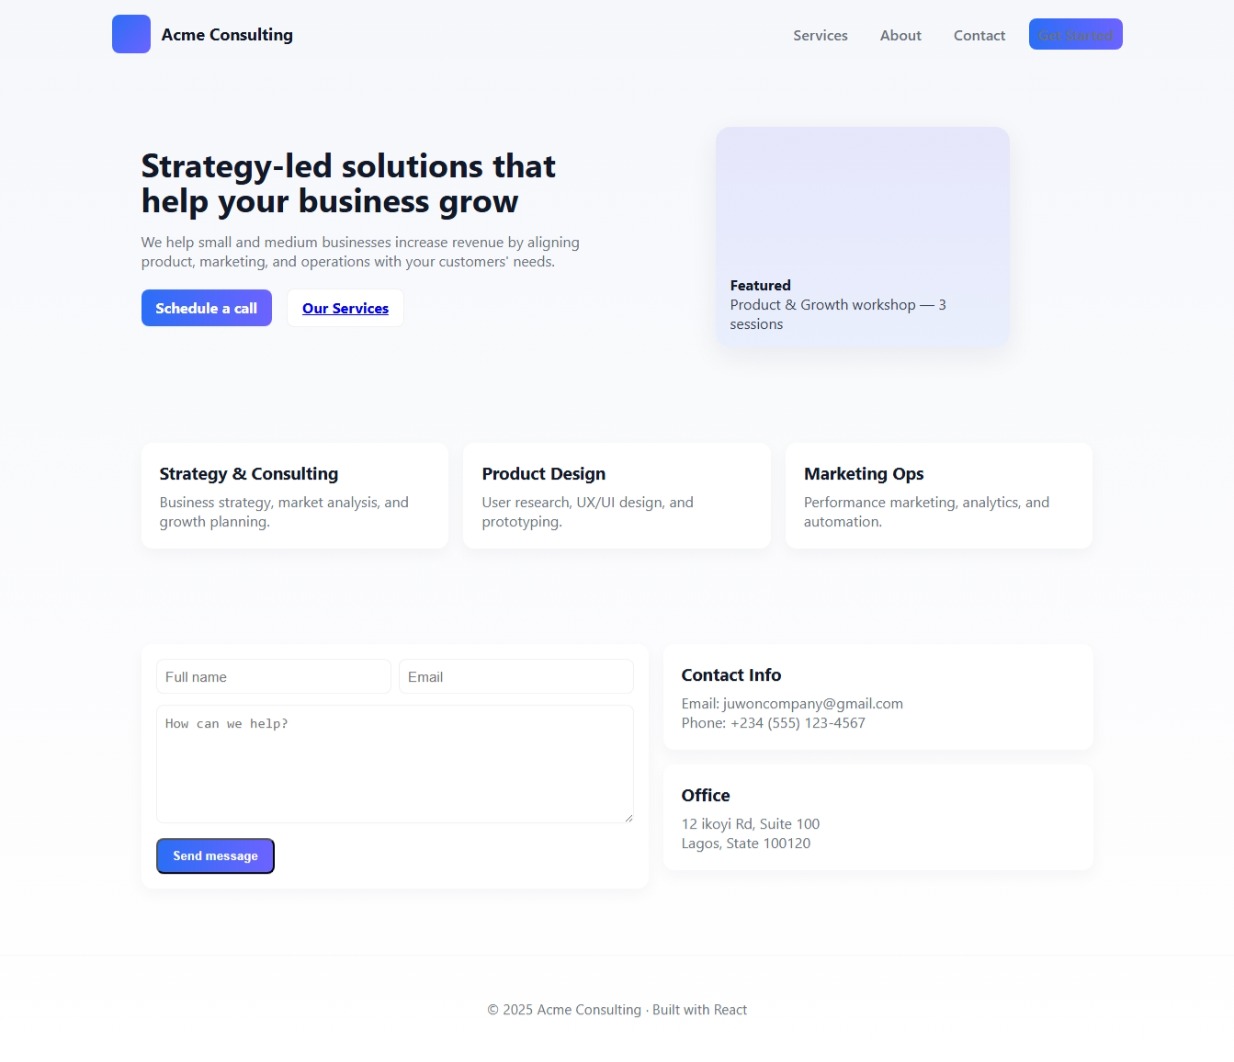 Acme Consulting
Services
About
Contact
Get Started
Strategy-led solutions that
help your business grow
We help small and medium businesses increase revenue by aligning
product, marketing, and operations with your customers' needs.
Schedule a call
Our Services
Featured
Product & Growth workshop — 3
sessions
Strategy & Consulting
Business strategy, market analysis, and
growth planning.
Product Design
User research, UX/UI design, and
prototyping.
Marketing Ops
Performance marketing, analytics, and
automation.
Full name
Email
How can we help?
Send message
Contact Info
Email: juwoncompany@gmail.com
Phone: +234 (555) 123-4567
Office
12 ikoyi Rd, Suite 100
Lagos, State 100120
© 2025 Acme Consulting · Built with React